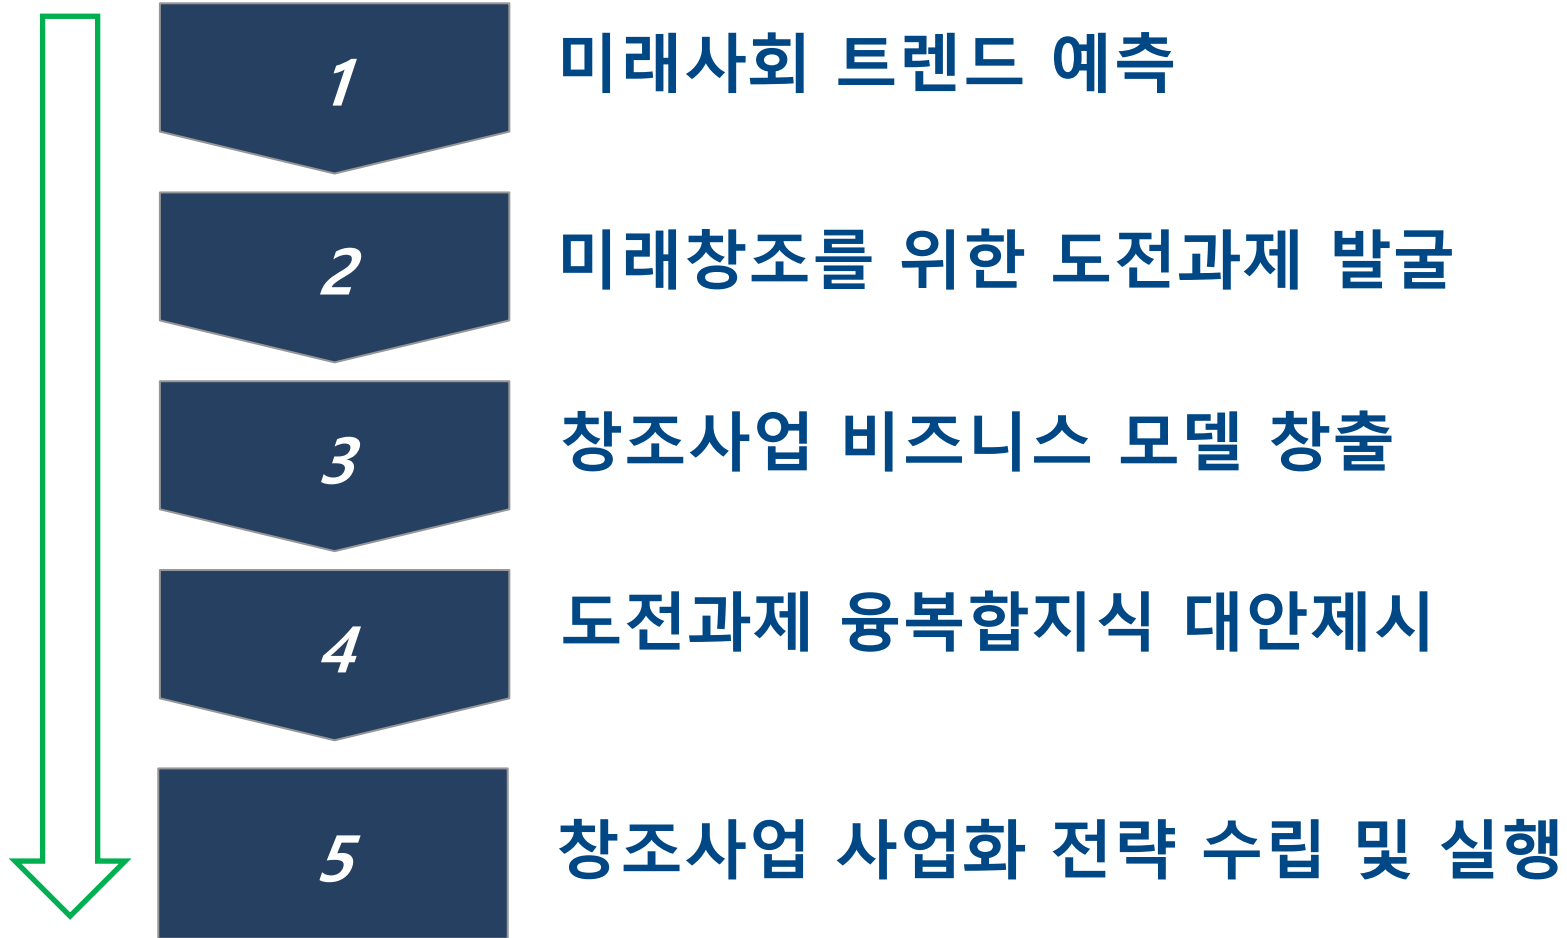 1 미래사회 트렌드 예측
2 미래창조를 위한 도전과제 발굴
3 창조사업 비즈니스 모델 창출
4 도전과제 융복합지식 대안제시
5 창조사업 사업화 전략 수립 및 실행